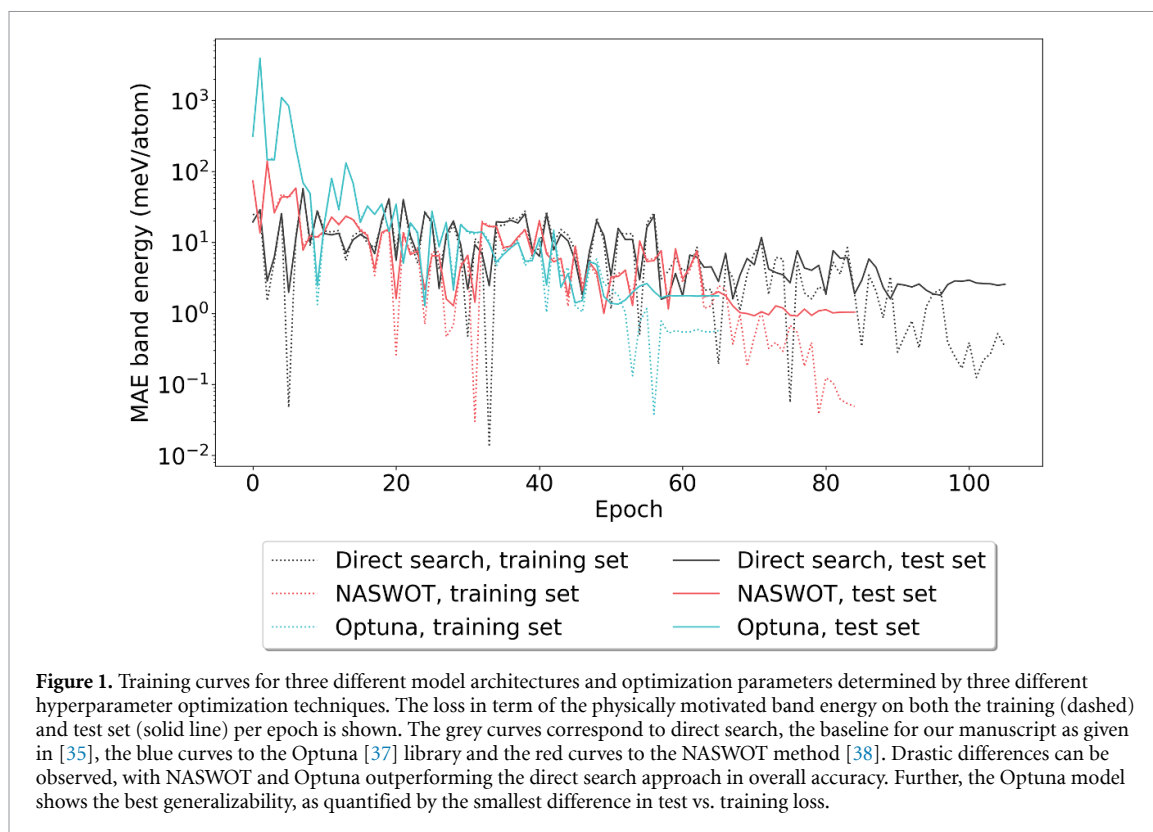 MAE band energy (meV/atom)
10³
10²
10¹
10⁰
10⁻¹
10⁻²
0 20 40 60 80 100
Epoch
Direct search, training set Direct search, test set
NASWOT, training set NASWOT, test set
Optuna, training set Optuna, test set
Figure 1. Training curves for three different model architectures and optimization parameters determined by three different
hyperparameter optimization techniques. The loss in term of the physically motivated band energy on both the training (dashed)
and test set (solid line) per epoch is shown. The grey curves correspond to direct search, the baseline for our manuscript as given
in [35], the blue curves to the Optuna [37] library and the red curves to the NASWOT method [38]. Drastic differences can be
observed, with NASWOT and Optuna outperforming the direct search approach in overall accuracy. Further, the Optuna model
shows the best generalizability, as quantified by the smallest difference in test vs. training loss.